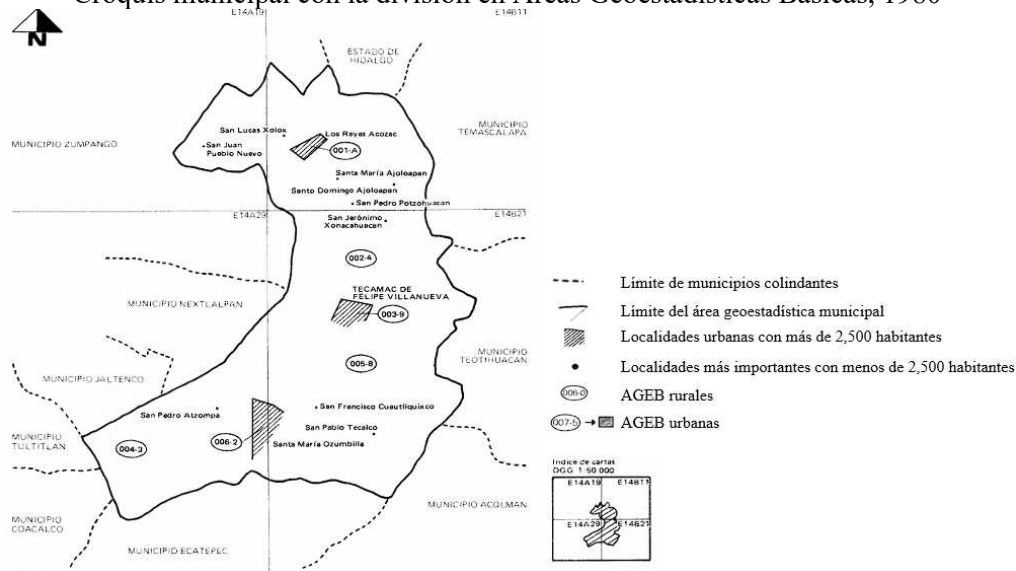 Croquis municipal con la división en Áreas Geoestadísticas Básicas, 1980
E14A19
E14B11
N
ESTADO DE
HIDALGO
MUNICIPIO
TEMASCALAPA
MUNICIPIO ZUMPANGO
San Lucas Xolox
Los Reyes Acozac
San Juan
Pueblo Nuevo
001-A
Santa María Ajoloapan
Santo Domingo Ajoloapan
San Pedro Potzohuacan
E14A29
E14B21
San Jerónimo
Xonacahuacan
002-4
TECAMAC DE
FELIPE VILLANUEVA
MUNICIPIO NEXTLALPAN
003-9
MUNICIPIO
TEOTIHUACAN
005-8
MUNICIPIO JALTENCO
San Pedro Atzompa
San Francisco Cuautliquixco
San Pablo Tecalco
MUNICIPIO
TULTITLAN
004-3
006-2
Santa María Ozumbilla
MUNICIPIO ACOLMAN
MUNICIPIO
COACALCO
MUNICIPIO ECATEPEC
Límite de municipios colindantes
Límite del área geoestadística municipal
Localidades urbanas con más de 2,500 habitantes
Localidades más importantes con menos de 2,500 habitantes
006-0 AGEB rurales
007-5 AGEB urbanas
Indice de cartas
DGG 1:50 000
E14A19 E14B11
E14A29 E14B21